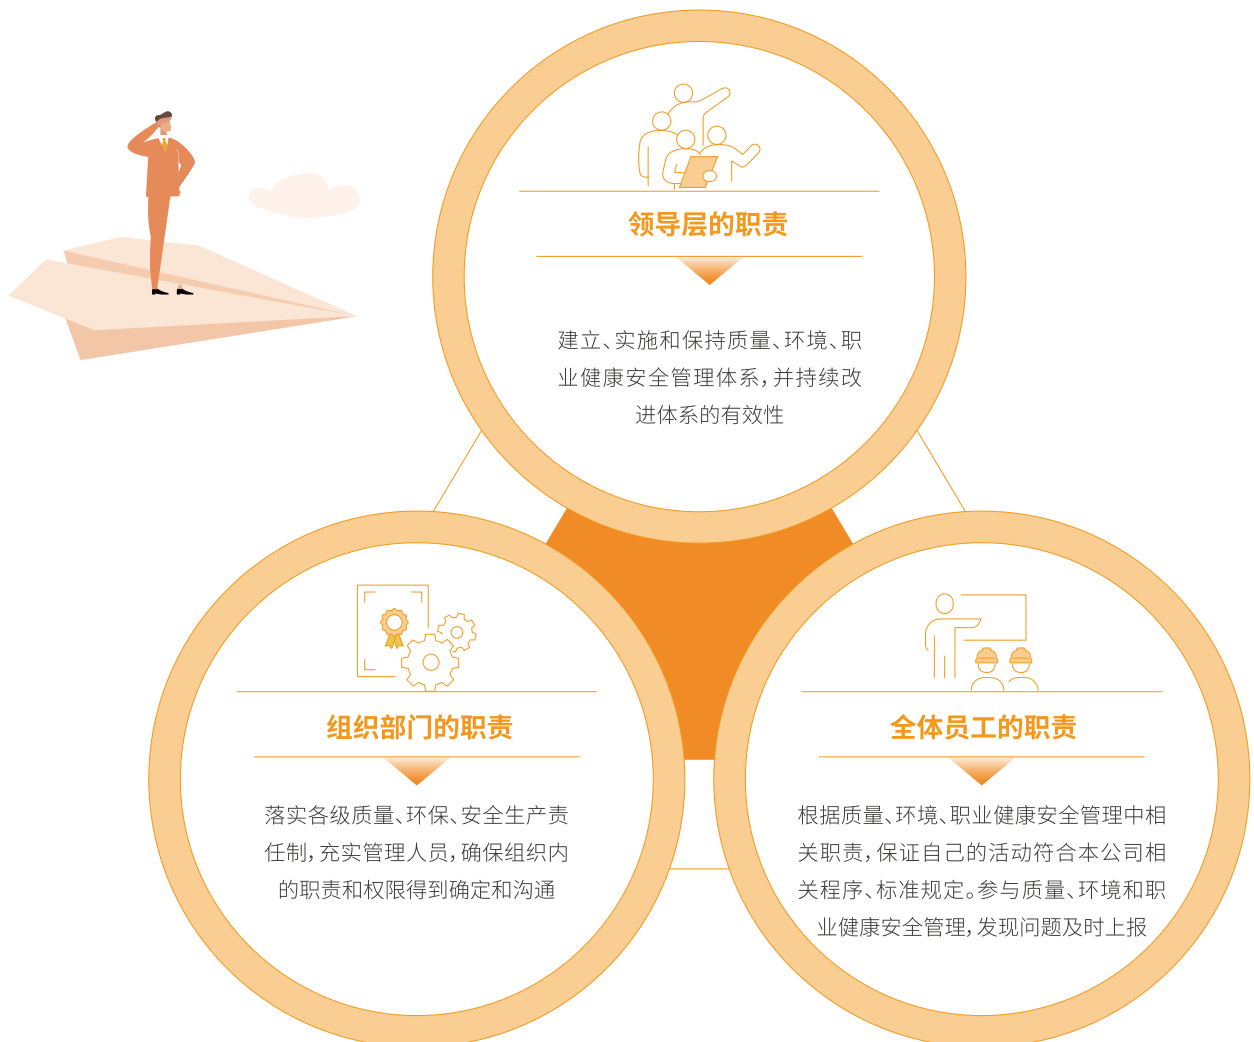 领导层的职责
建立、实施和保持质量、环境、职
业健康安全管理体系，并持续改
进体系的有效性
组织部门的职责
落实各级质量、环保、安全生产责
任制，充实管理人员，确保组织内
的职责和权限得到确定和沟通
全体员工的职责
根据质量、环境、职业健康安全管理中相
关职责，保证自己的活动符合本公司相
关程序、标准规定。参与质量、环境和职
业健康安全管理，发现问题及时上报